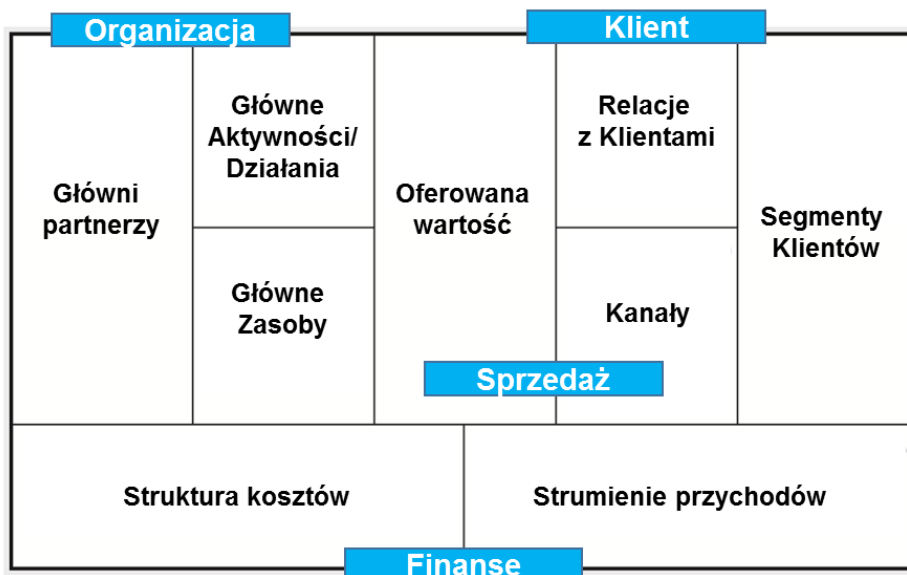 Organizacja
Klient
Główni
partnerzy
Główne
Aktywności/
Działania
Główne
Zasoby
Oferowana
wartość
Relacje
z Klientami
Kanały
Segmenty
Klientów
Sprzedaż
Struktura kosztów
Strumienie przychodów
Finanse